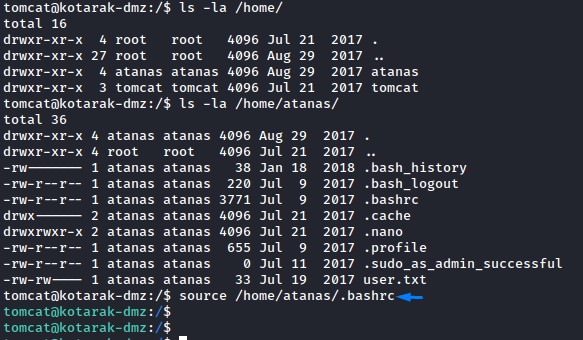 tomcat@kotarak-dmz:/$ ls -la /home/
total 16
drwxr-xr-x  4 root   root   4096 Jul 21  2017 .
drwxr-xr-x 27 root   root   4096 Aug 29  2017 ..
drwxr-xr-x  4 atanas atanas 4096 Aug 29  2017 atanas
drwxr-xr-x  3 tomcat tomcat 4096 Jul 21  2017 tomcat
tomcat@kotarak-dmz:/$ ls -la /home/atanas/
total 36
drwxr-xr-x 4 atanas atanas 4096 Aug 29  2017 .
drwxr-xr-x 4 root   root   4096 Jul 21  2017 ..
-rw------- 1 atanas atanas   38 Jan 18  2018 .bash_history
-rw-r--r-- 1 atanas atanas  220 Jul  9  2017 .bash_logout
-rw-r--r-- 1 atanas atanas 3771 Jul  9  2017 .bashrc
drwx------ 2 atanas atanas 4096 Jul 21  2017 .cache
drwxrwxr-x 2 atanas atanas 4096 Jul 21  2017 .nano
-rw-r--r-- 1 atanas atanas  655 Jul  9  2017 .profile
-rw-r--r-- 1 atanas atanas    0 Jul 11  2017 .sudo_as_admin_successful
-rw-rw---- 1 atanas atanas   33 Jul 19  2017 user.txt
tomcat@kotarak-dmz:/$ source /home/atanas/.bashrc
tomcat@kotarak-dmz:/$
tomcat@kotarak-dmz:/$